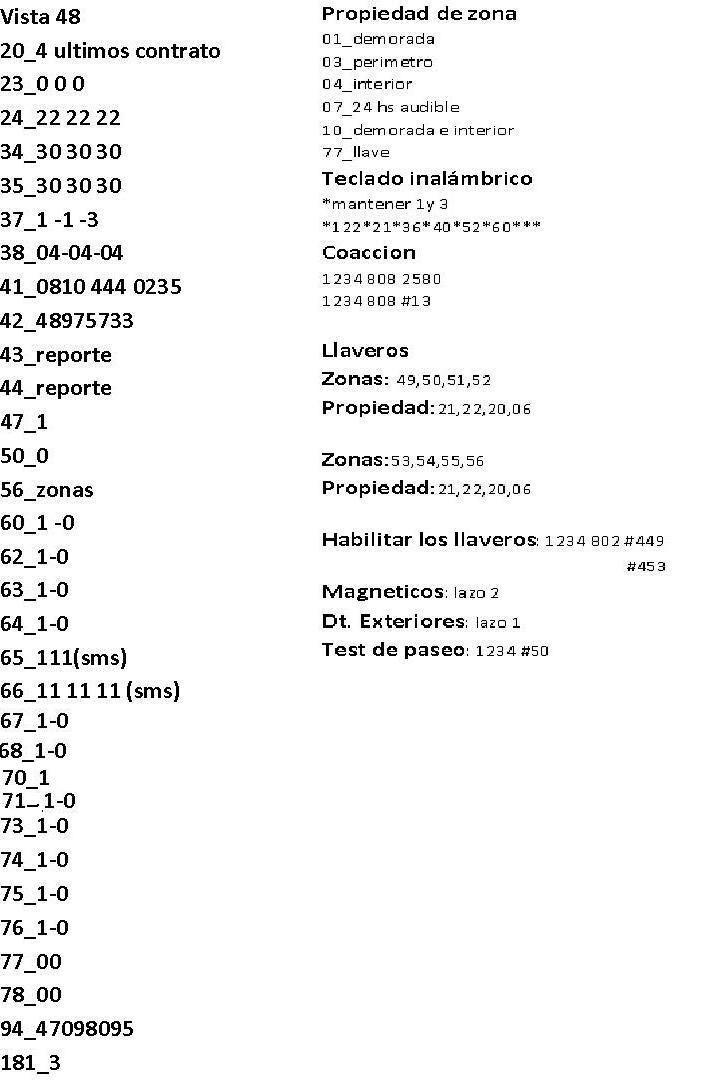 Vista 48
20_4 ultimos contrato
23_0 0 0
24_22 22 22
34_30 30 30
35_30 30 30
37_1 -1 -3
38_04-04-04
41_0810 444 0235
42_48975733
43_reporte
44_reporte
47_1
50_0
56_zonas
60_1 -0
62_1-0
63_1-0
64_1-0
65_111(sms)
66_11 11 11 (sms)
67_1-0
68_1-0
70_1
71_1-0
73_1-0
74_1-0
75_1-0
76_1-0
77_00
78_00
94_47098095
181_3
Propiedad de zona
01_demorada
03_perimetro
04_interior
07_24 hs audible
10_demorada e interior
77_llave
Teclado inalámbrico
*mantener 1y 3
*122*21*36*40*52*60***
Coaccion
1234 808 2580
1234 808 #13
Llaveros
Zonas: 49,50,51,52
Propiedad:21,22,20,06
Zonas:53,54,55,56
Propiedad:21,22,20,06
Habilitar los llaveros: 1234 802 #449
#453
Magneticos: lazo 2
Dt. Exteriores: lazo 1
Test de paseo: 1234 #50